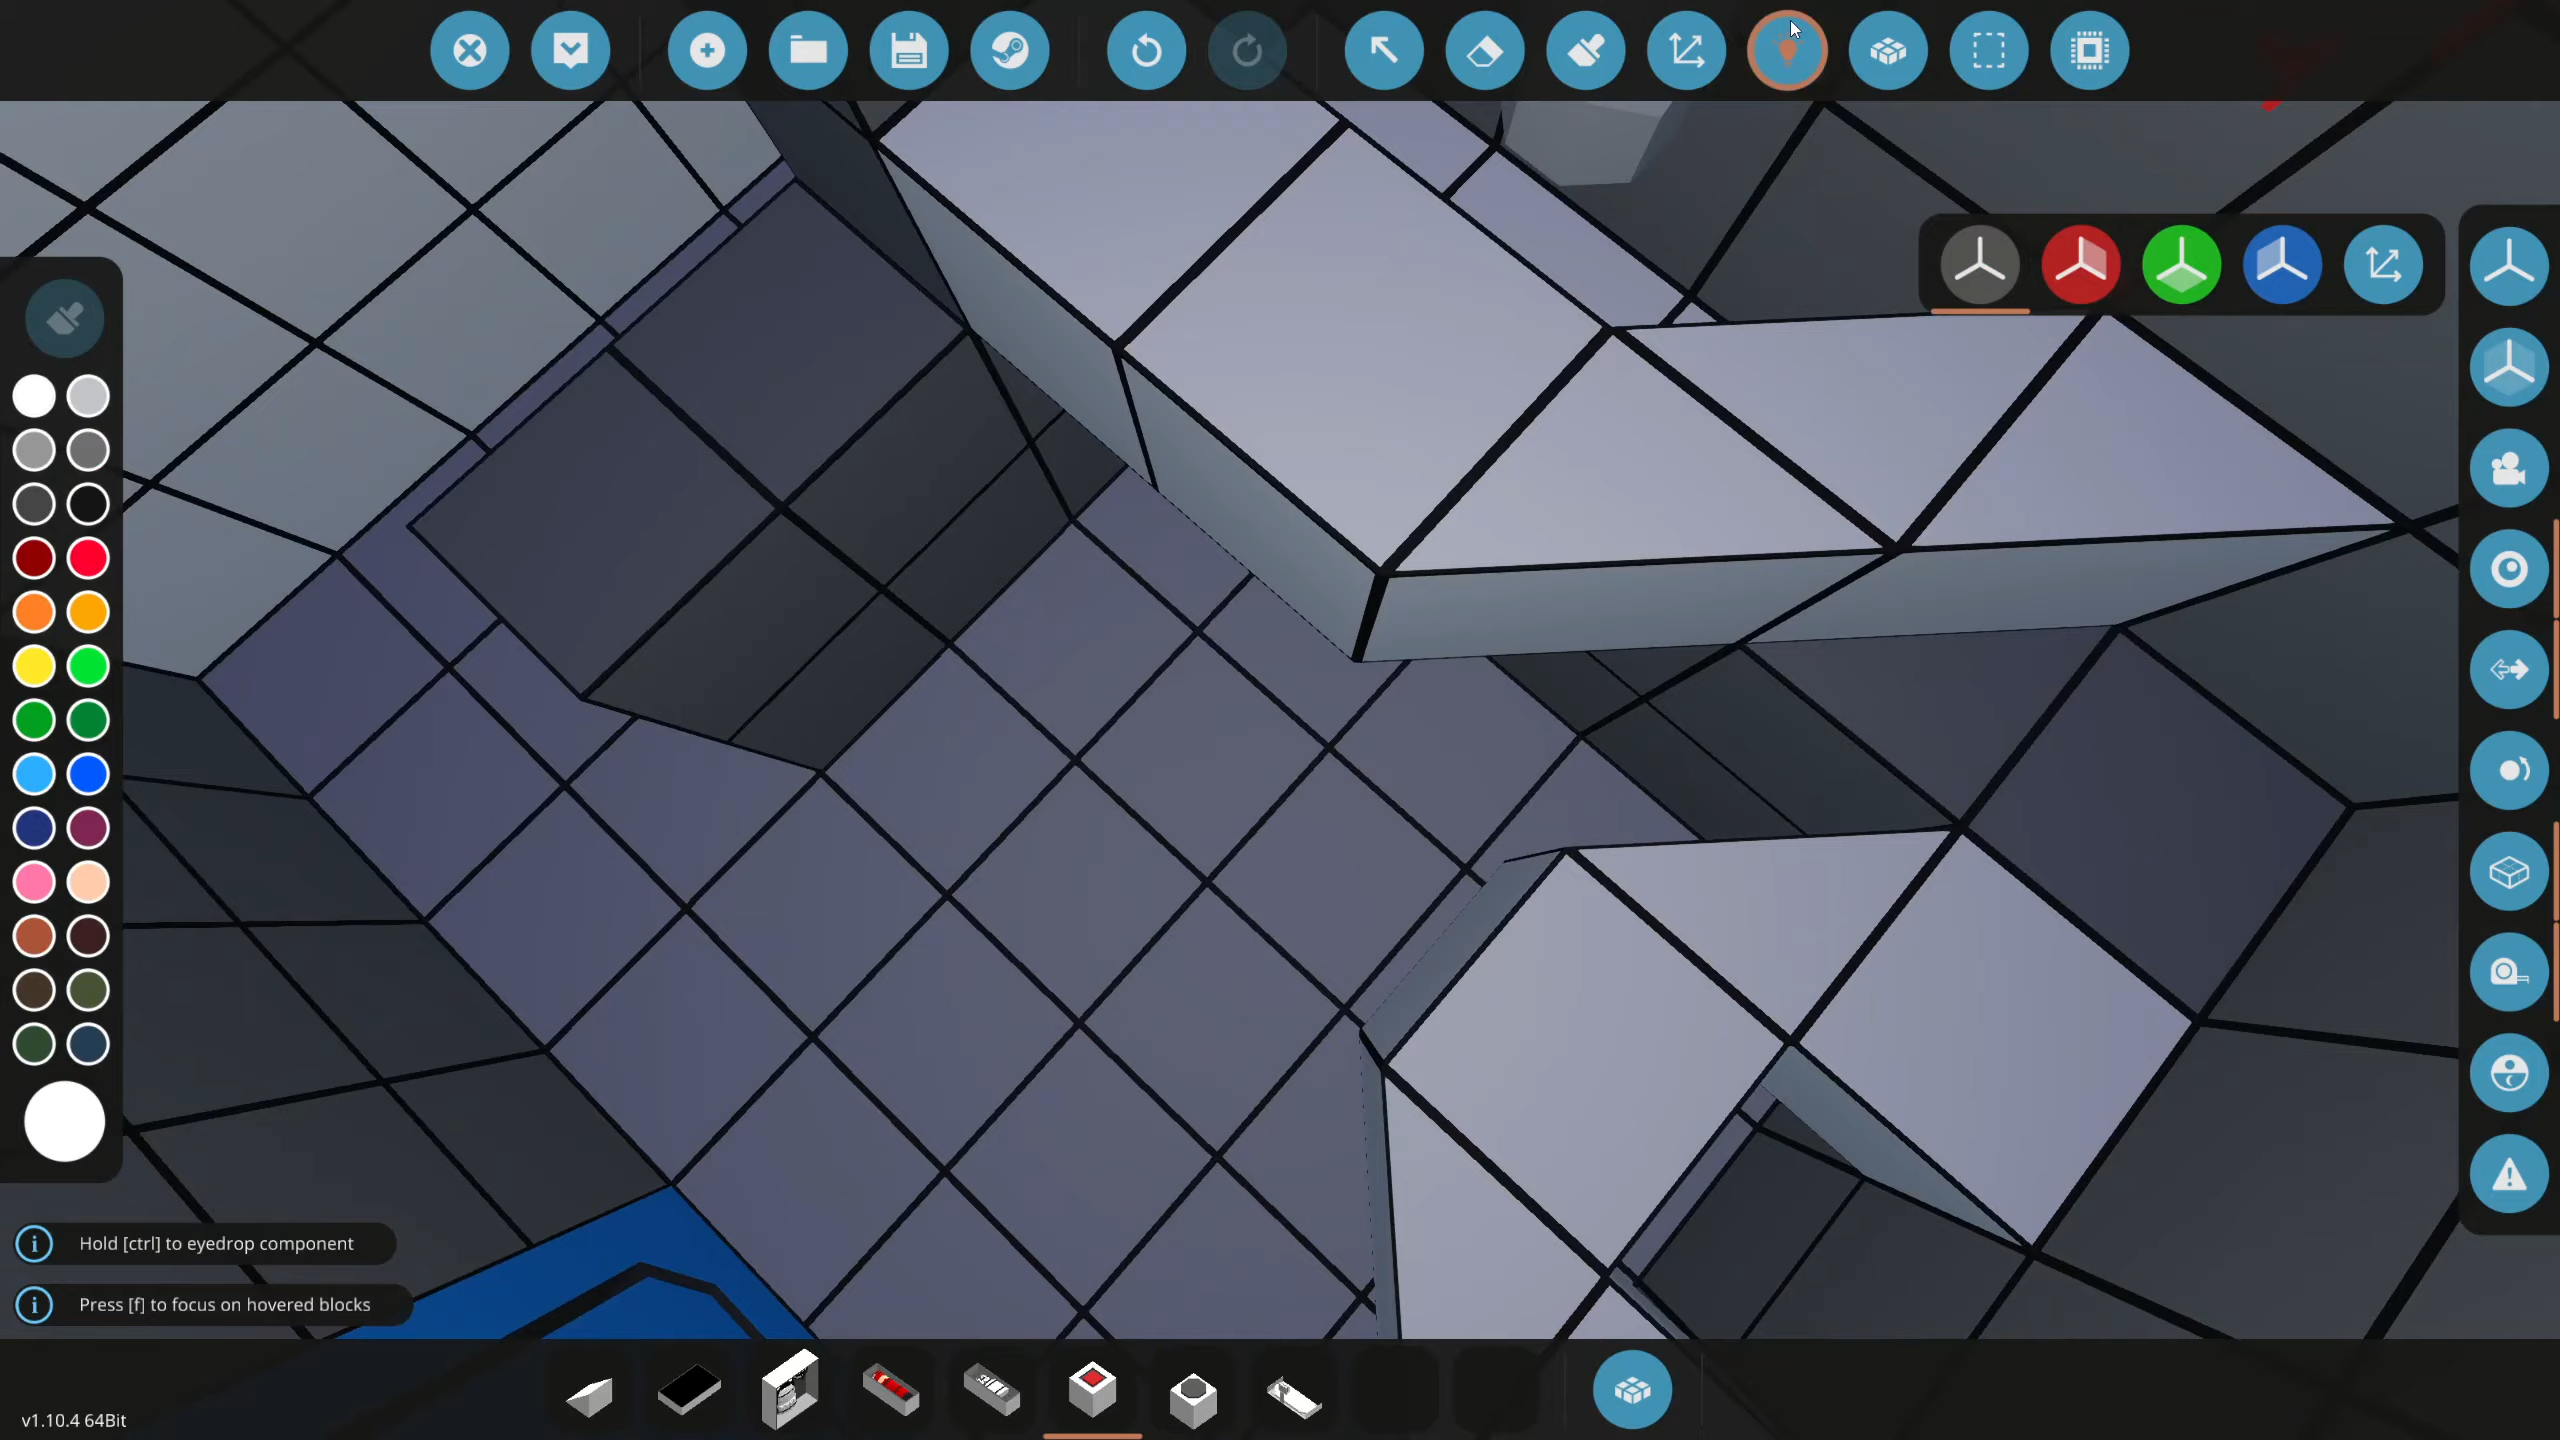 Hold [ctrl] to eyedrop component
Press [f] to focus on hovered blocks
v1.10.4 64Bit